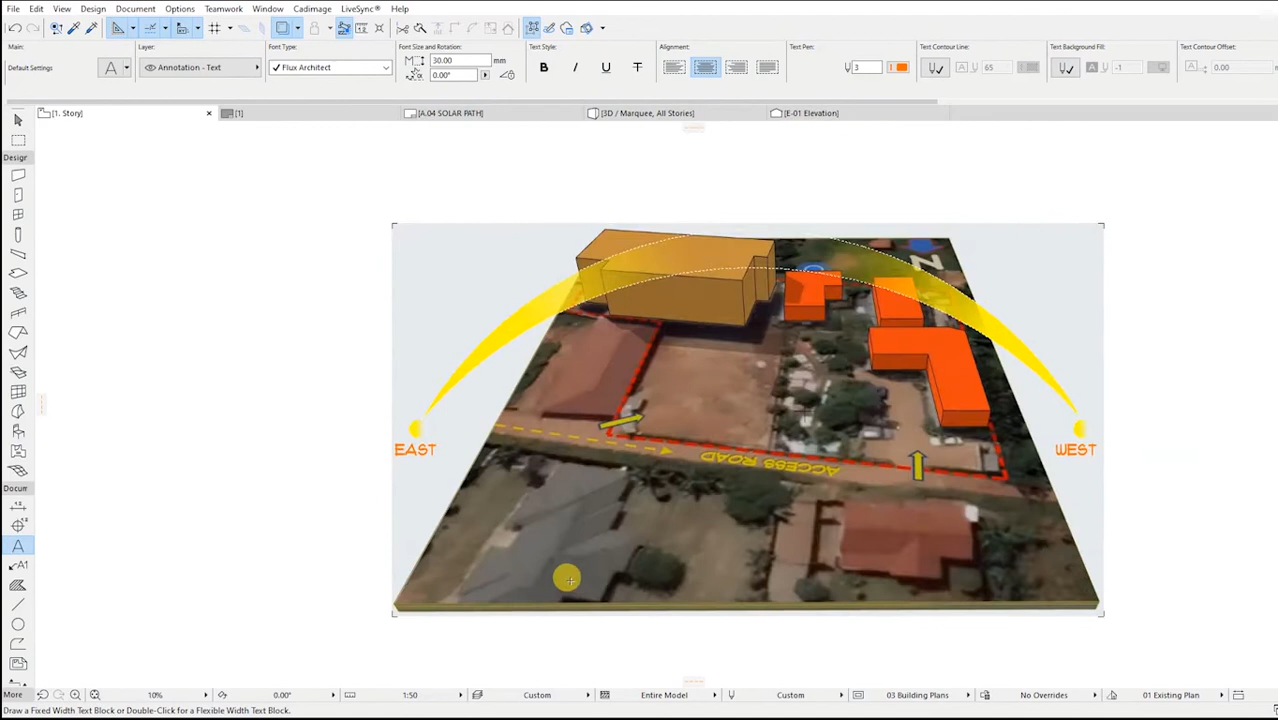 File Edit View Design Document Options Teamwork Window Cadimage LiveSync® Help
Main: Layer: Font Type: Font Size and Rotation: Text Style: Alignment: Text Pen: Text Contour Line: Text Background Fill: Text Contour Offset:
Default Settings A Annotation - Text Flux Architect 30.00 mm B I U T 3 65 -1 0.00
0.00°
[1. Story] [1] [A.04 SOLAR PATH] [3D / Marquee, All Stories] [E-01 Elevation]
Design
N
EAST
WEST
ACCESS ROAD
Docum
A
A1
More 10% 0.00° 1:50 Custom Entire Model Custom 03 Building Plans No Overrides 01 Existing Plan
Draw a Fixed Width Text Block or Double-Click for a Flexible Width Text Block.